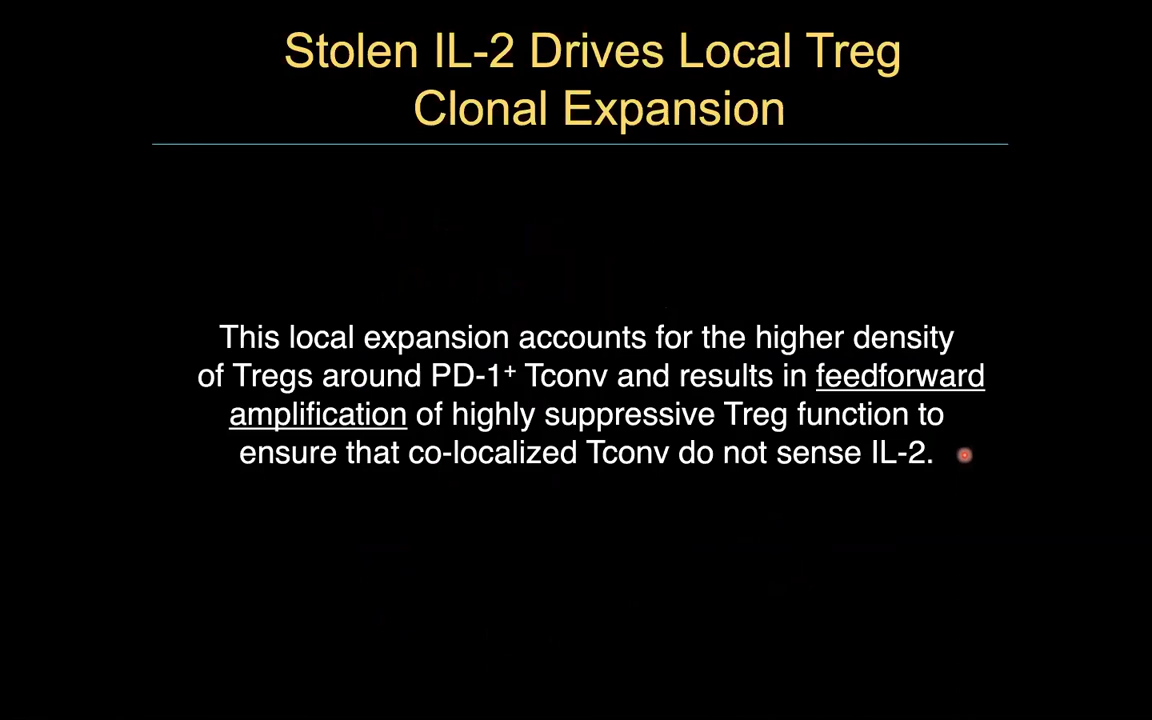 Stolen IL-2 Drives Local Treg
Clonal Expansion
This local expansion accounts for the higher density
of Tregs around PD-1⁺ Tconv and results in feedforward
amplification of highly suppressive Treg function to
ensure that co-localized Tconv do not sense IL-2.